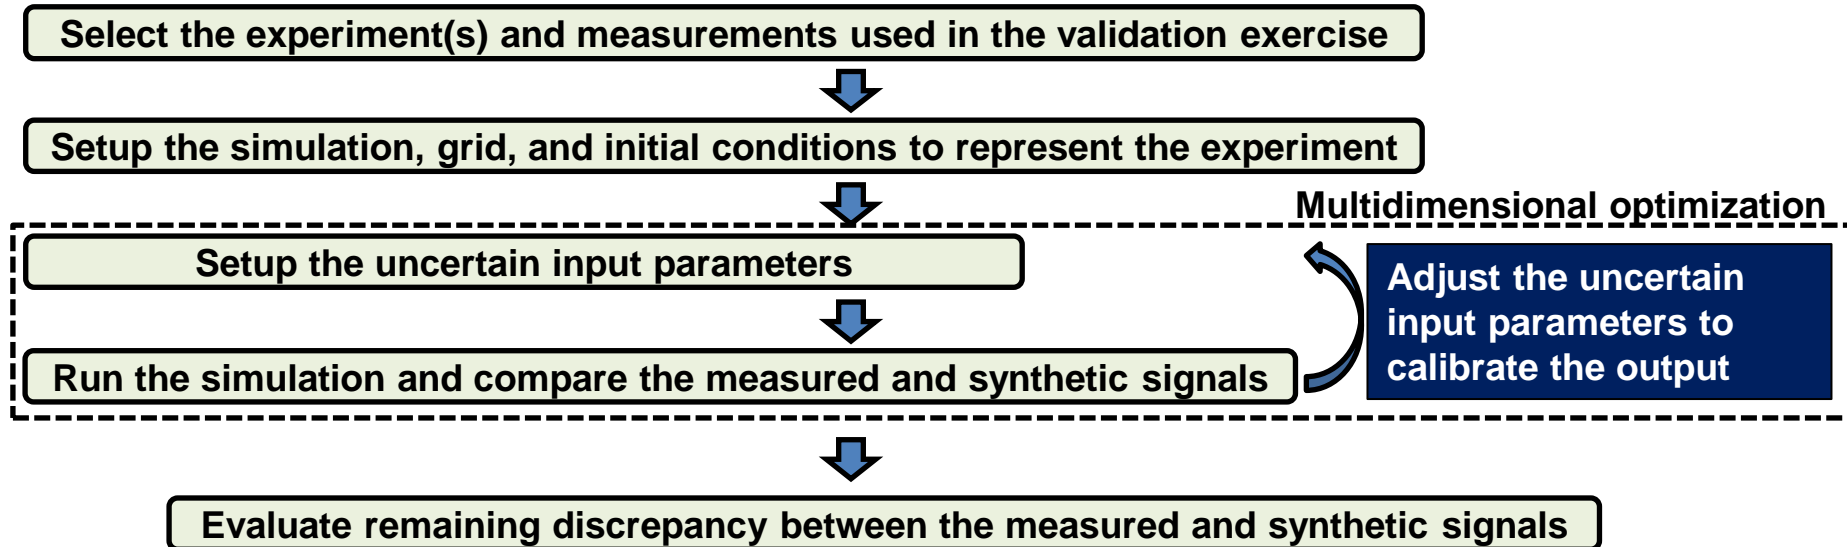 Select the experiment(s) and measurements used in the validation exercise
Setup the simulation, grid, and initial conditions to represent the experiment
Multidimensional optimization
Setup the uncertain input parameters
Adjust the uncertain
input parameters to
calibrate the output
Run the simulation and compare the measured and synthetic signals
Evaluate remaining discrepancy between the measured and synthetic signals